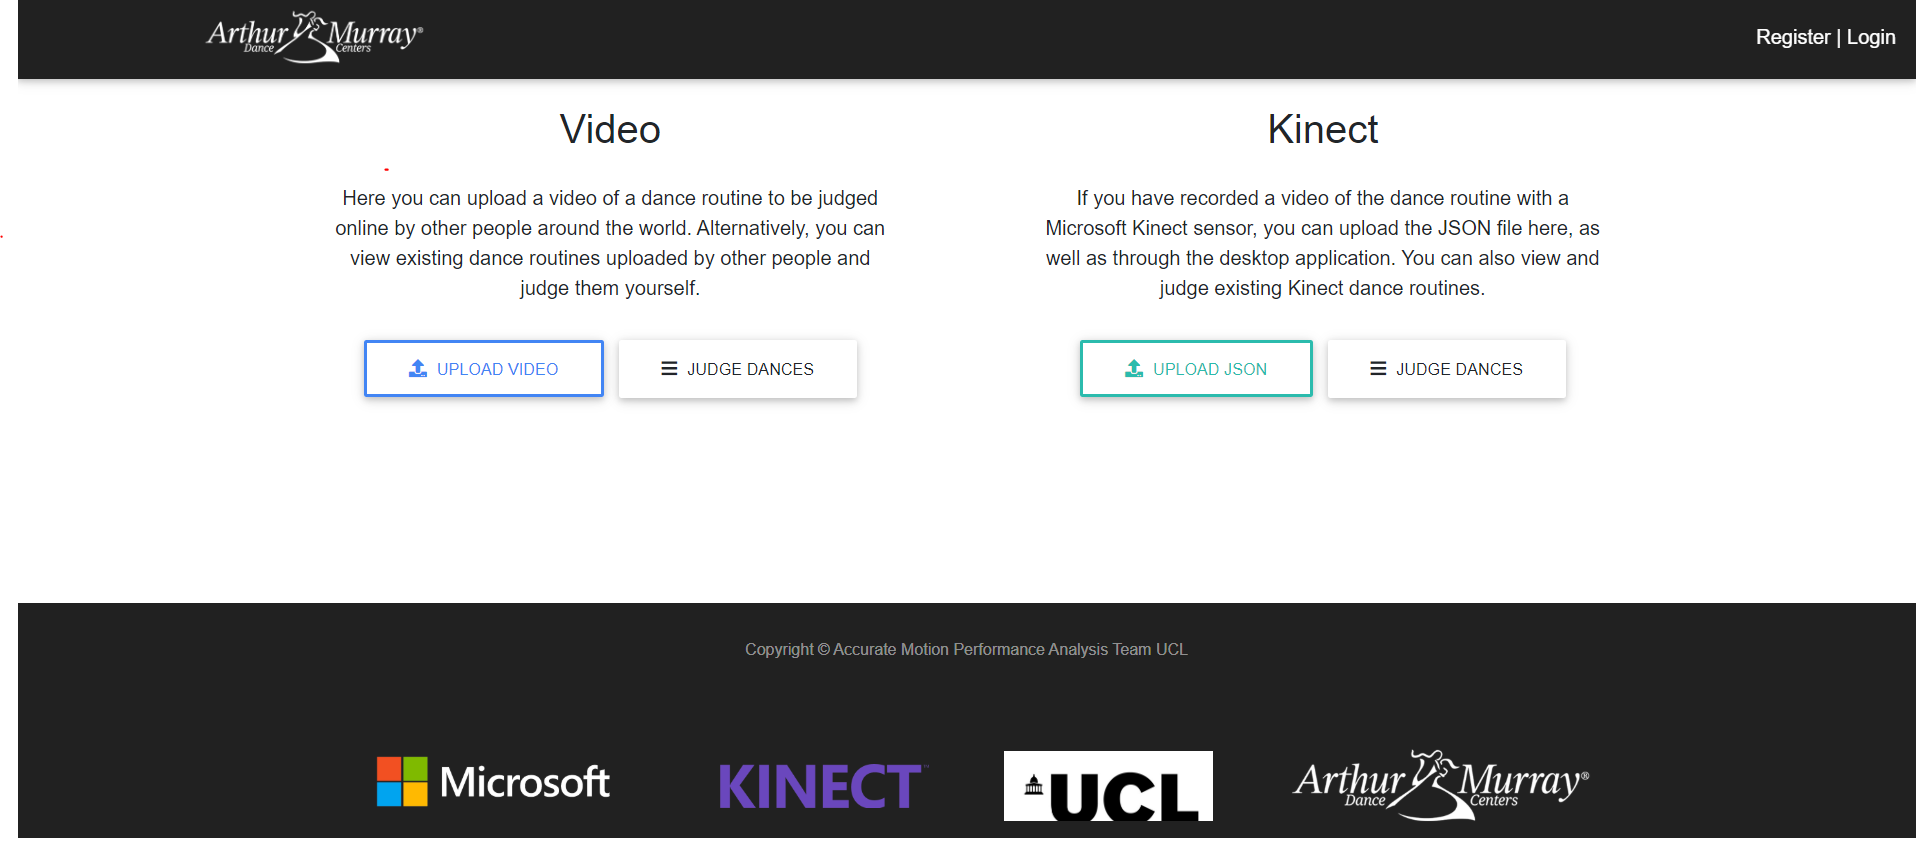 Arthur Murray®
Dance Centers
Register | Login
Video
Here you can upload a video of a dance routine to be judged
online by other people around the world. Alternatively, you can
view existing dance routines uploaded by other people and
judge them yourself.
UPLOAD VIDEO
JUDGE DANCES
Kinect
If you have recorded a video of the dance routine with a
Microsoft Kinect sensor, you can upload the JSON file here, as
well as through the desktop application. You can also view and
judge existing Kinect dance routines.
UPLOAD JSON
JUDGE DANCES
Copyright © Accurate Motion Performance Analysis Team UCL
Microsoft
KINECT™
UCL
Arthur Murray®
Dance Centers